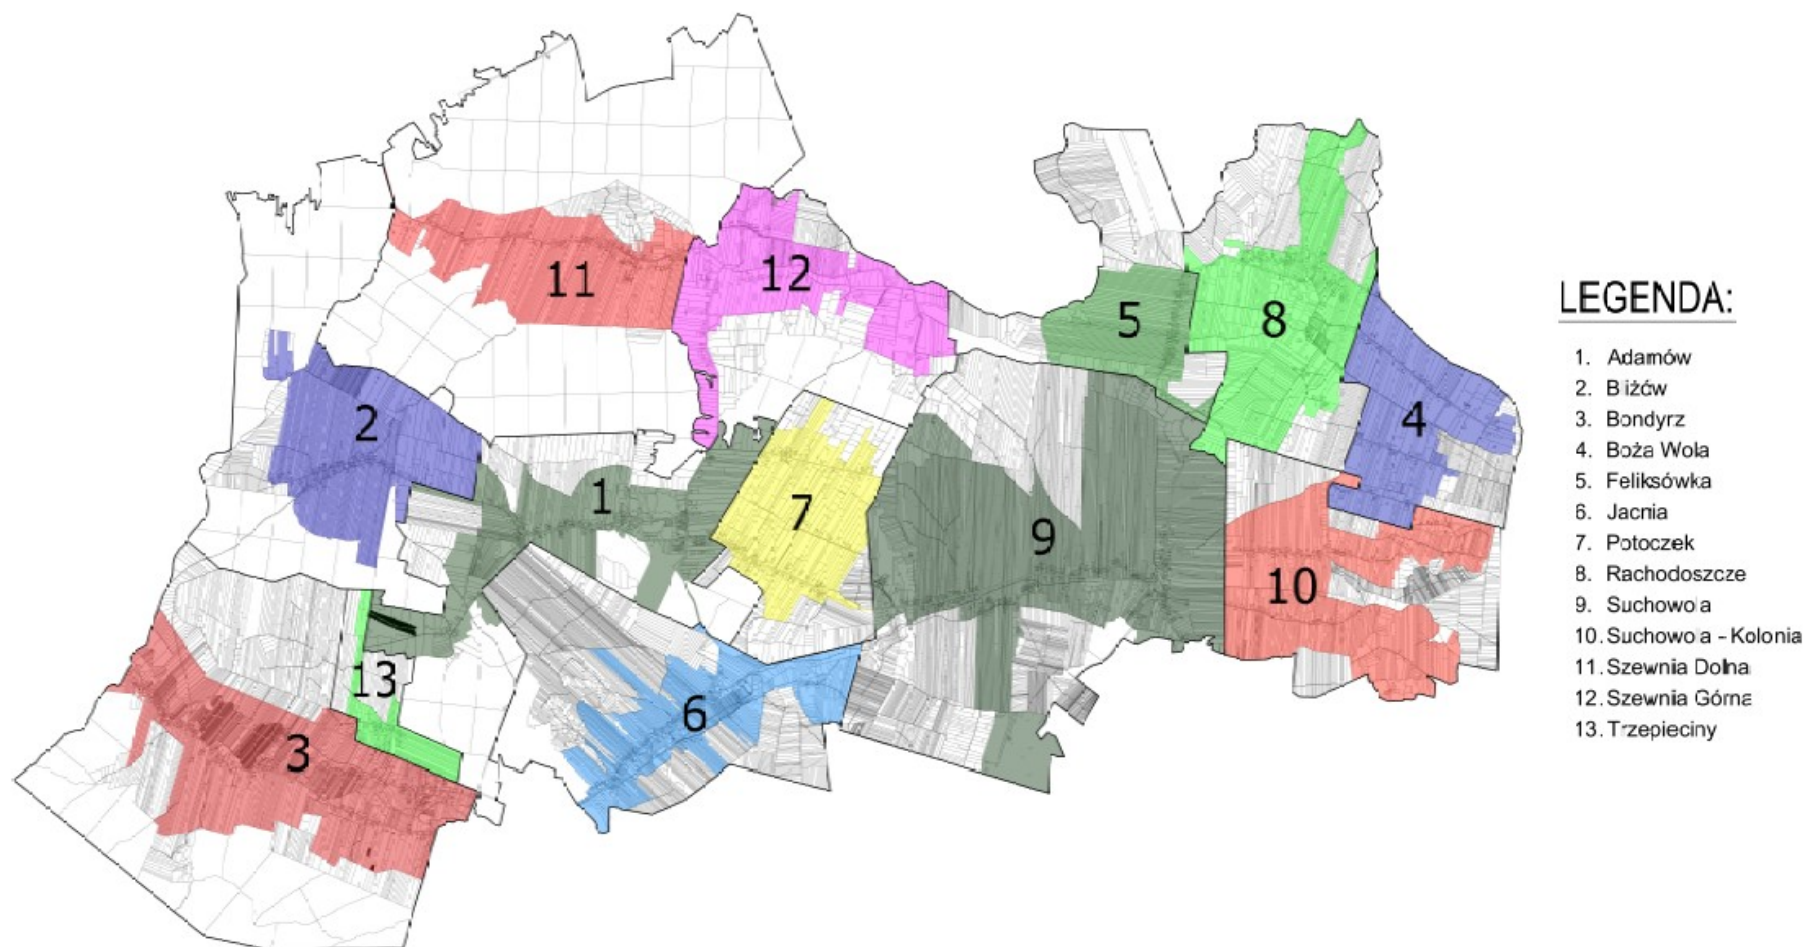 11
12
5
8
2
4
1
7
9
10
13
6
3
LEGENDA:
1. Adamów
2. Bliżów
3. Bondyrz
4. Boża Wola
5. Feliksówka
6. Jacnia
7. Potoczek
8. Rachodoszcze
9. Suchowola
10. Suchowola - Kolonia
11. Szewnia Dolna
12. Szewnia Górna
13. Trzepieciny